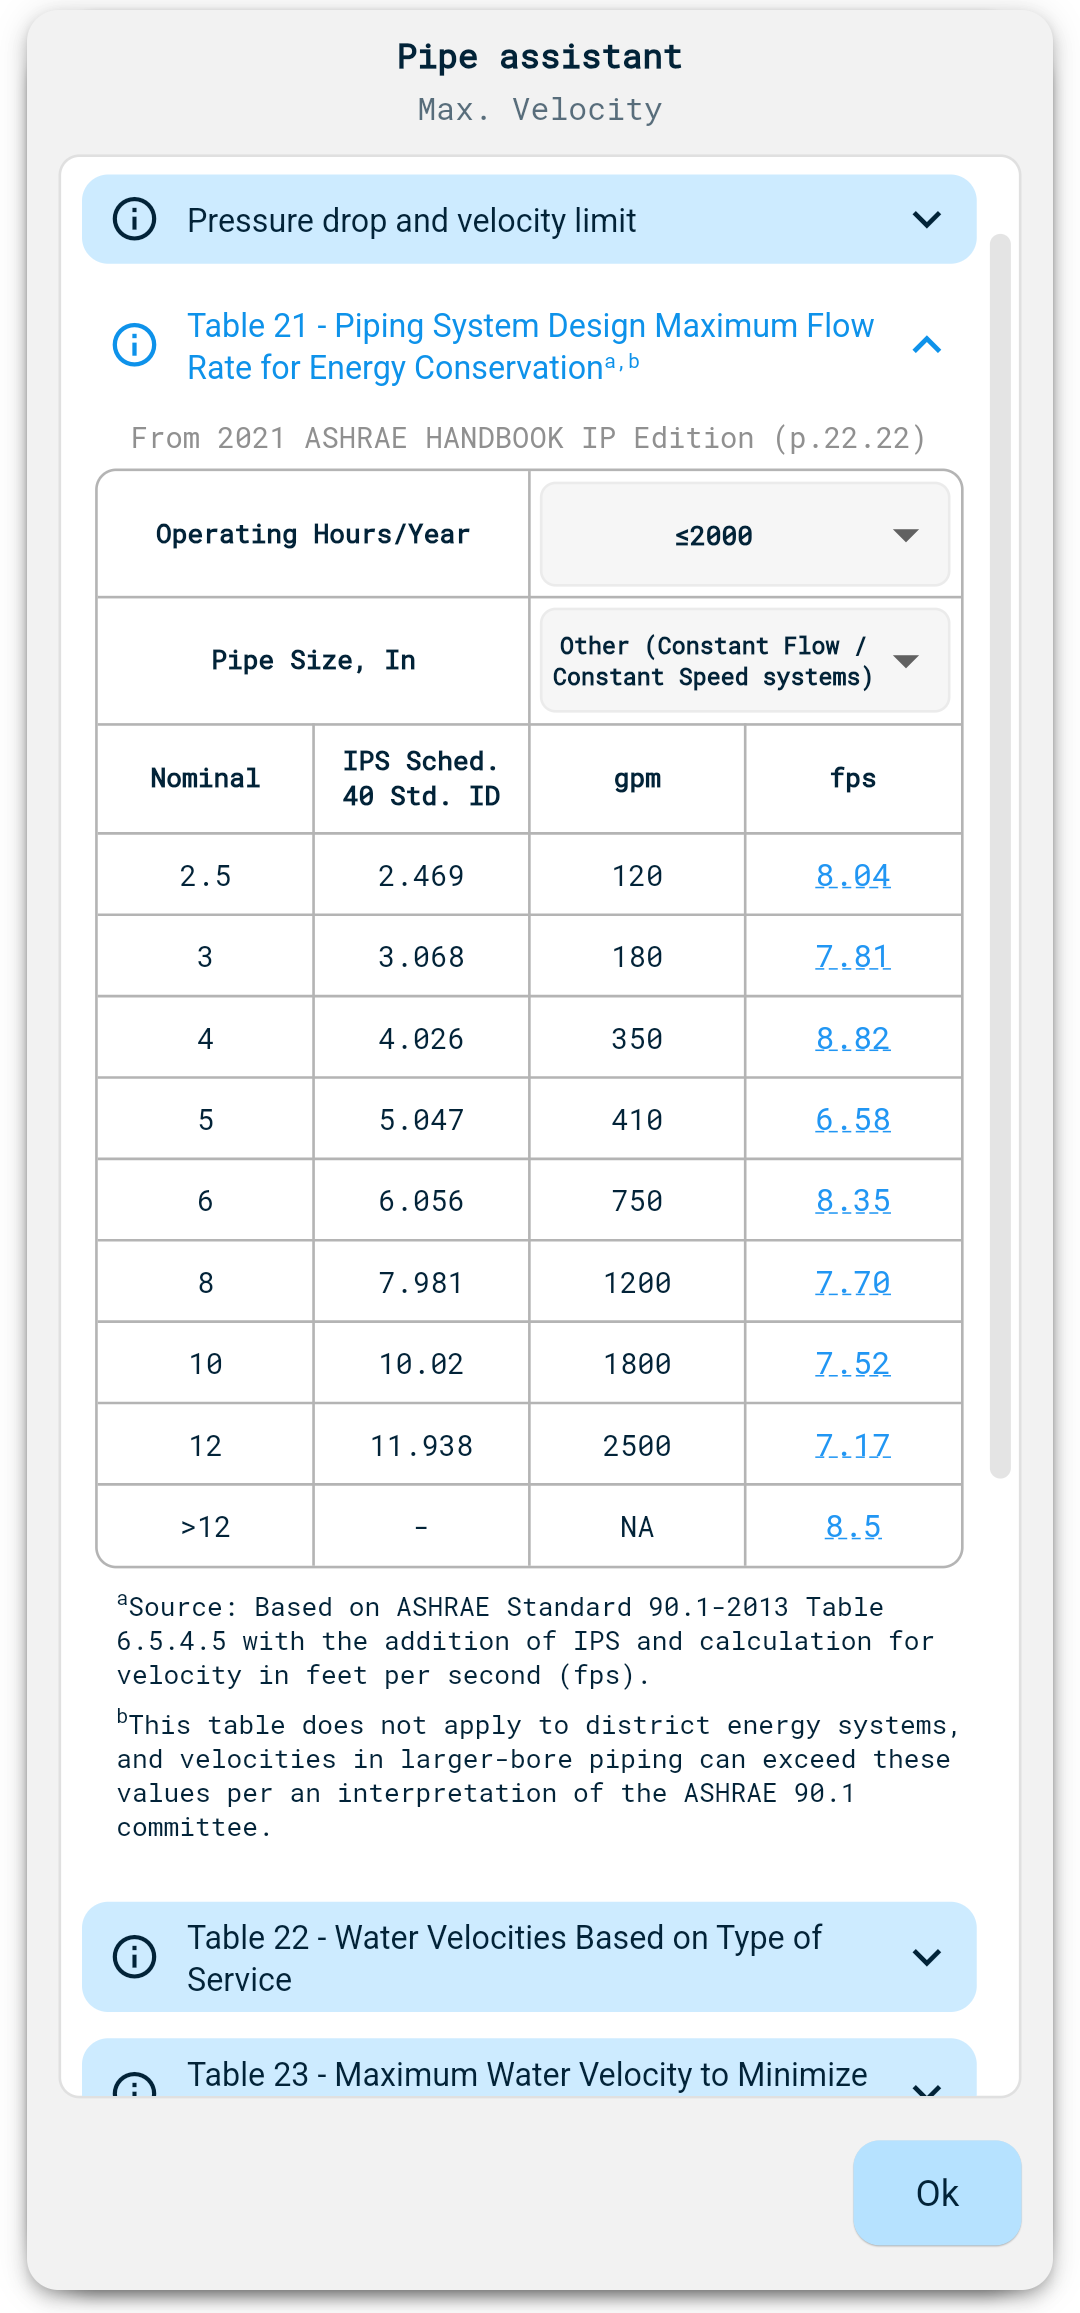 Pipe assistant
Max. Velocity
Pressure drop and velocity limit
Table 21 - Piping System Design Maximum Flow
Rate for Energy Conservationa,b
From 2021 ASHRAE HANDBOOK IP Edition (p.22.22)
Operating Hours/Year ≤2000
Pipe Size, In Other (Constant Flow /
Constant Speed systems)
Nominal IPS Sched. 40 Std. ID gpm fps
2.5 2.469 120 8.04
3 3.068 180 7.81
4 4.026 350 8.82
5 5.047 410 6.58
6 6.056 750 8.35
8 7.981 1200 7.70
10 10.02 1800 7.52
12 11.938 2500 7.17
>12 - NA 8.5
aSource: Based on ASHRAE Standard 90.1-2013 Table
6.5.4.5 with the addition of IPS and calculation for
velocity in feet per second (fps).
bThis table does not apply to district energy systems,
and velocities in larger-bore piping can exceed these
values per an interpretation of the ASHRAE 90.1
committee.
Table 22 - Water Velocities Based on Type of
Service
Table 23 - Maximum Water Velocity to Minimize
Ok